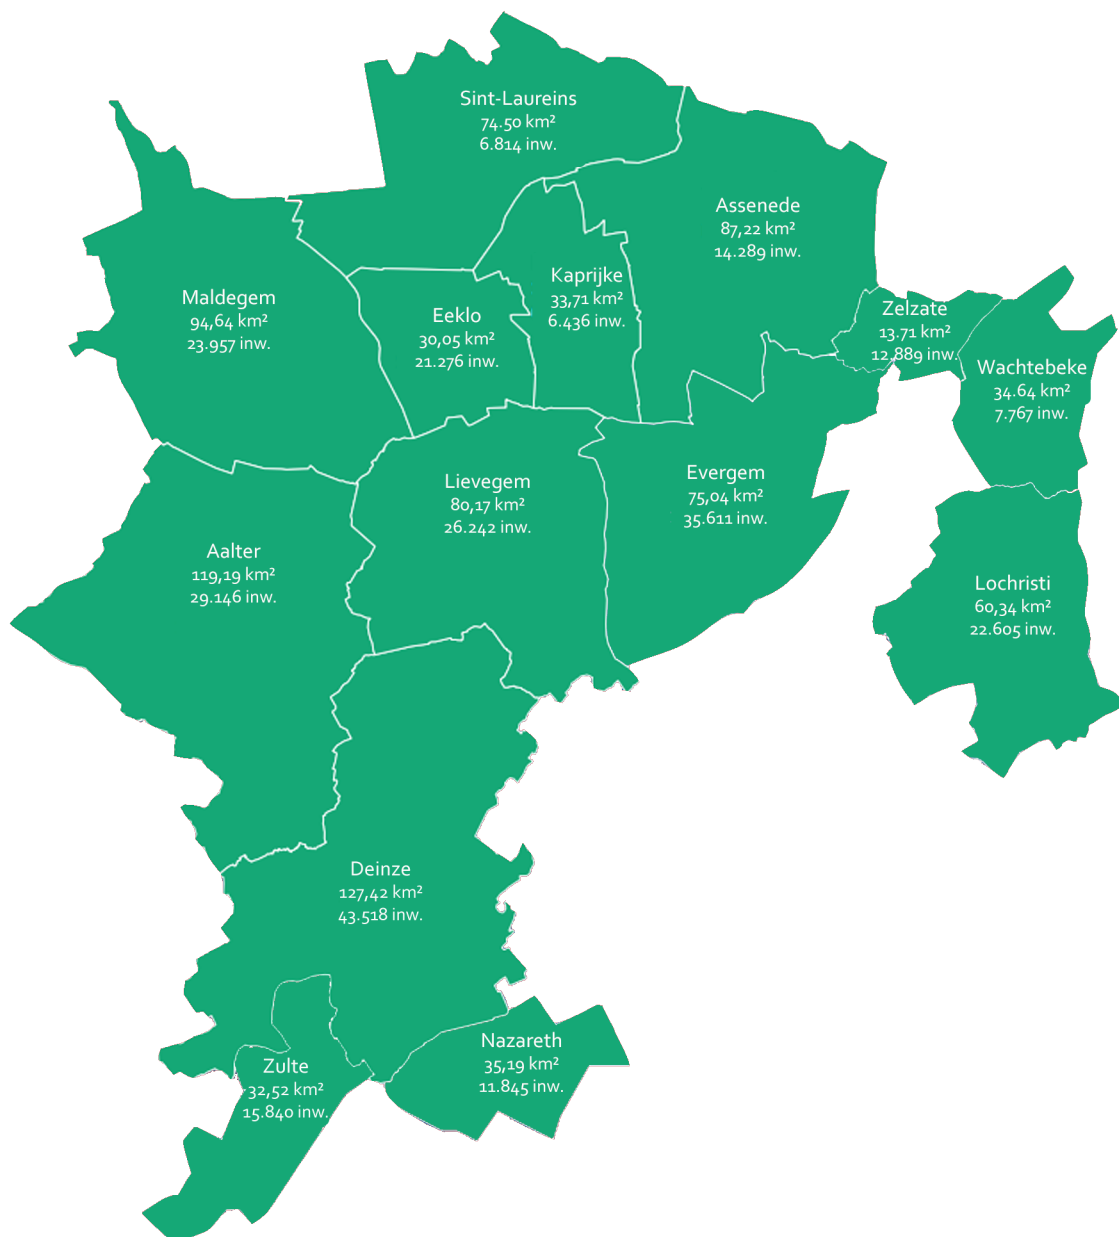 Sint-Laureins
74.50 km²
6.814 inw.
Assenede
87,22 km²
14.289 inw.
Kaprijke
33,71 km²
6.436 inw.
Maldegem
94,64 km²
23.957 inw.
Eeklo
30,05 km²
21.276 inw.
Zelzate
13.71 km²
12.889 inw.
Wachtebeke
34.64 km²
7.767 inw.
Lievegem
80,17 km²
26.242 inw.
Evergem
75,04 km²
35.611 inw.
Aalter
119,19 km²
29.146 inw.
Lochristi
60,34 km²
22.605 inw.
Deinze
127,42 km²
43.518 inw.
Nazareth
35,19 km²
11.845 inw.
Zulte
32,52 km²
15.840 inw.